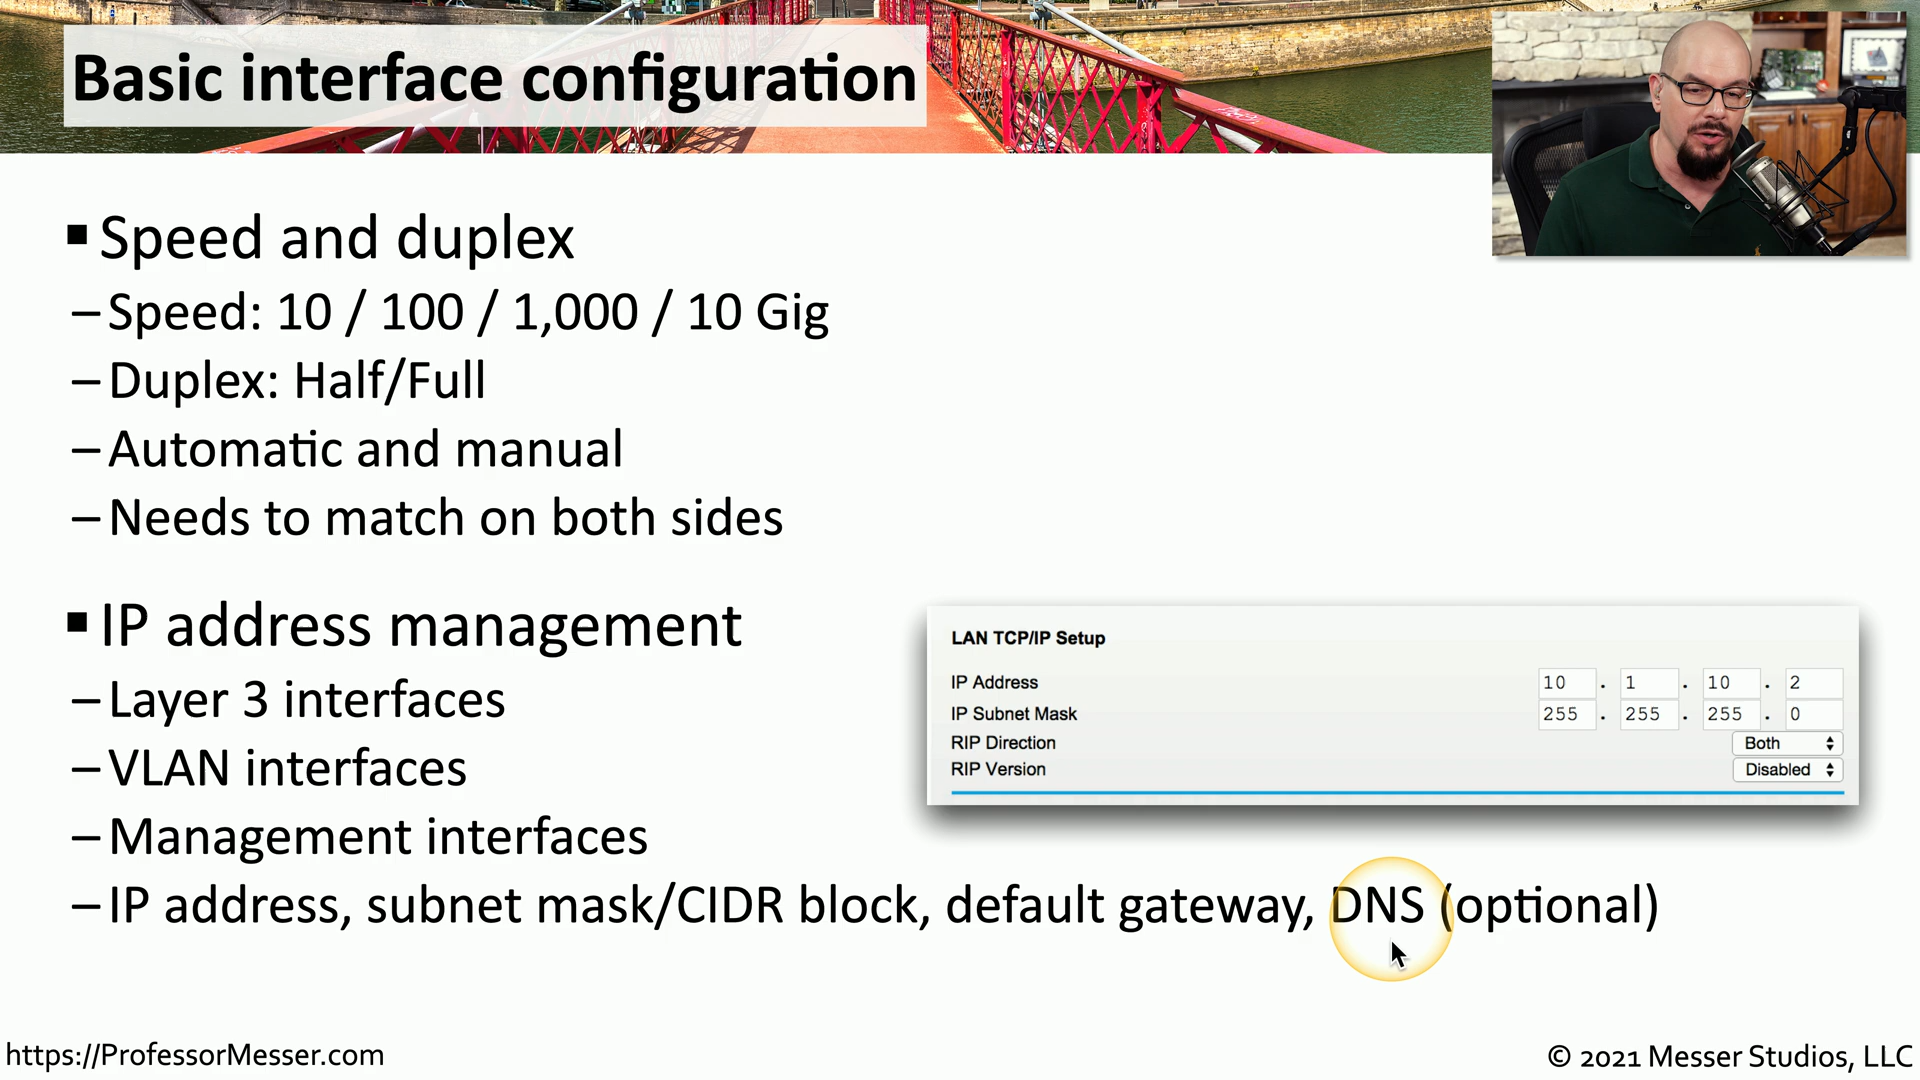 Basic interface configuration
▪ Speed and duplex
– Speed: 10 / 100 / 1,000 / 10 Gig
– Duplex: Half/Full
– Automatic and manual
– Needs to match on both sides
▪ IP address management
– Layer 3 interfaces
– VLAN interfaces
– Management interfaces
– IP address, subnet mask/CIDR block, default gateway, DNS (optional)
LAN TCP/IP Setup
IP Address 10 . 1 . 10 . 2
IP Subnet Mask 255 . 255 . 255 . 0
RIP Direction Both
RIP Version Disabled
https://ProfessorMesser.com
© 2021 Messer Studios, LLC